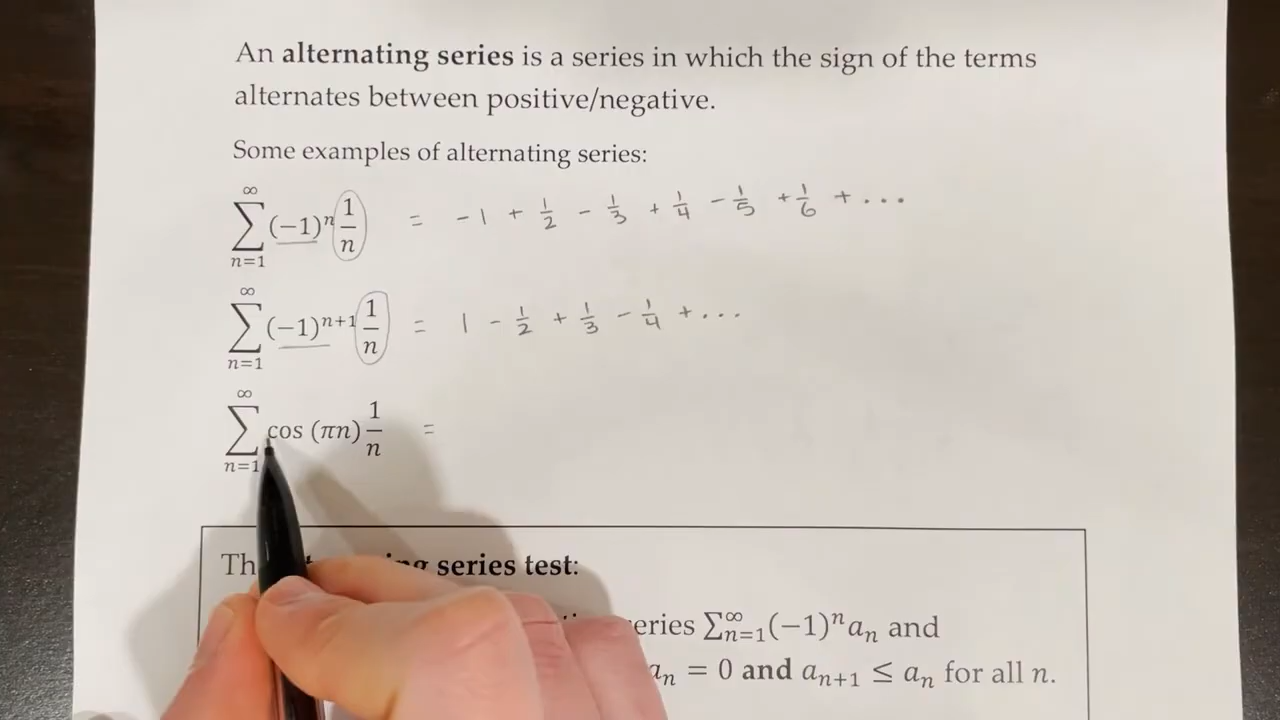 An alternating series is a series in which the sign of the terms
alternates between positive/negative.
Some examples of alternating series:
∑_{n=1}^{∞} (−1)^n 1/n = -1 + 1/2 - 1/3 + 1/4 - 1/5 + 1/6 + ...
∑_{n=1}^{∞} (−1)^{n+1} 1/n = 1 - 1/2 + 1/3 - 1/4 + ...
∑_{n=1}^{∞} cos (πn) 1/n =
series test:
∑_{n=1}^{∞}(−1)^n a_n and
a_n = 0 and a_{n+1} ≤ a_n for all n.